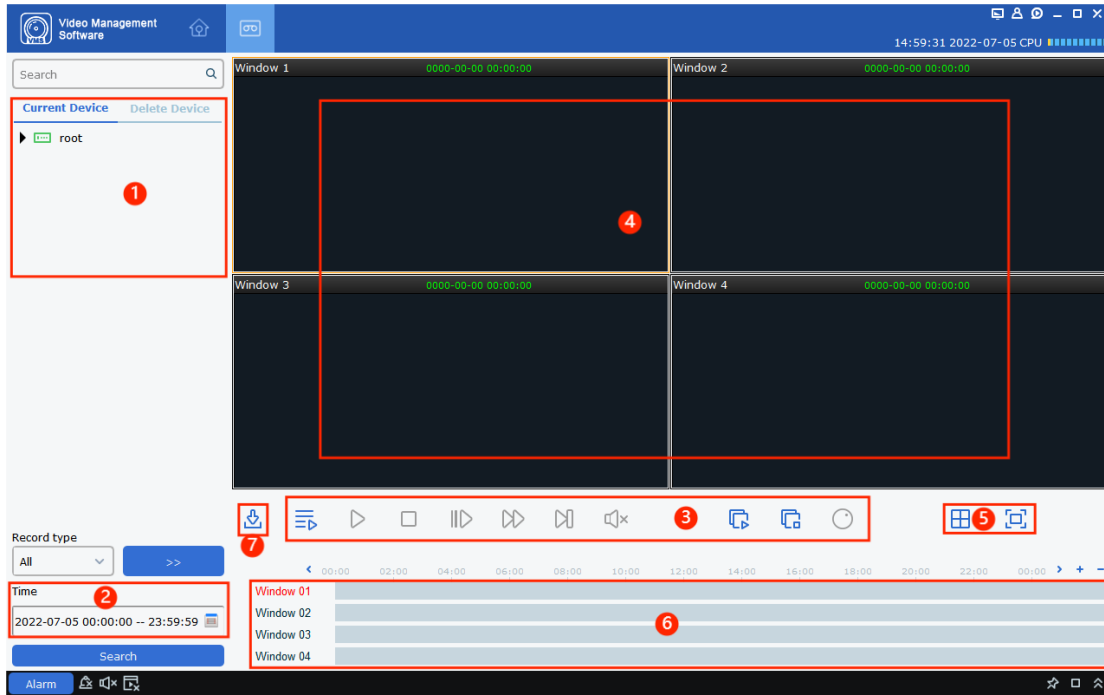 Video Management
Software
VMS
14:59:31 2022-07-05 CPU
Search
Current Device Delete Device
root
1
Window 1 0000-00-00 00:00:00
Window 2 0000-00-00 00:00:00
4
Window 3 0000-00-00 00:00:00
Window 4 0000-00-00 00:00:00
3
5
7
Record type
All
>>
Time
2
2022-07-05 00:00:00 -- 23:59:59
Search
00:00 02:00 04:00 06:00 08:00 10:00 12:00 14:00 16:00 18:00 20:00 22:00 00:00 > + -
Window 01
Window 02
Window 03
Window 04
6
Alarm